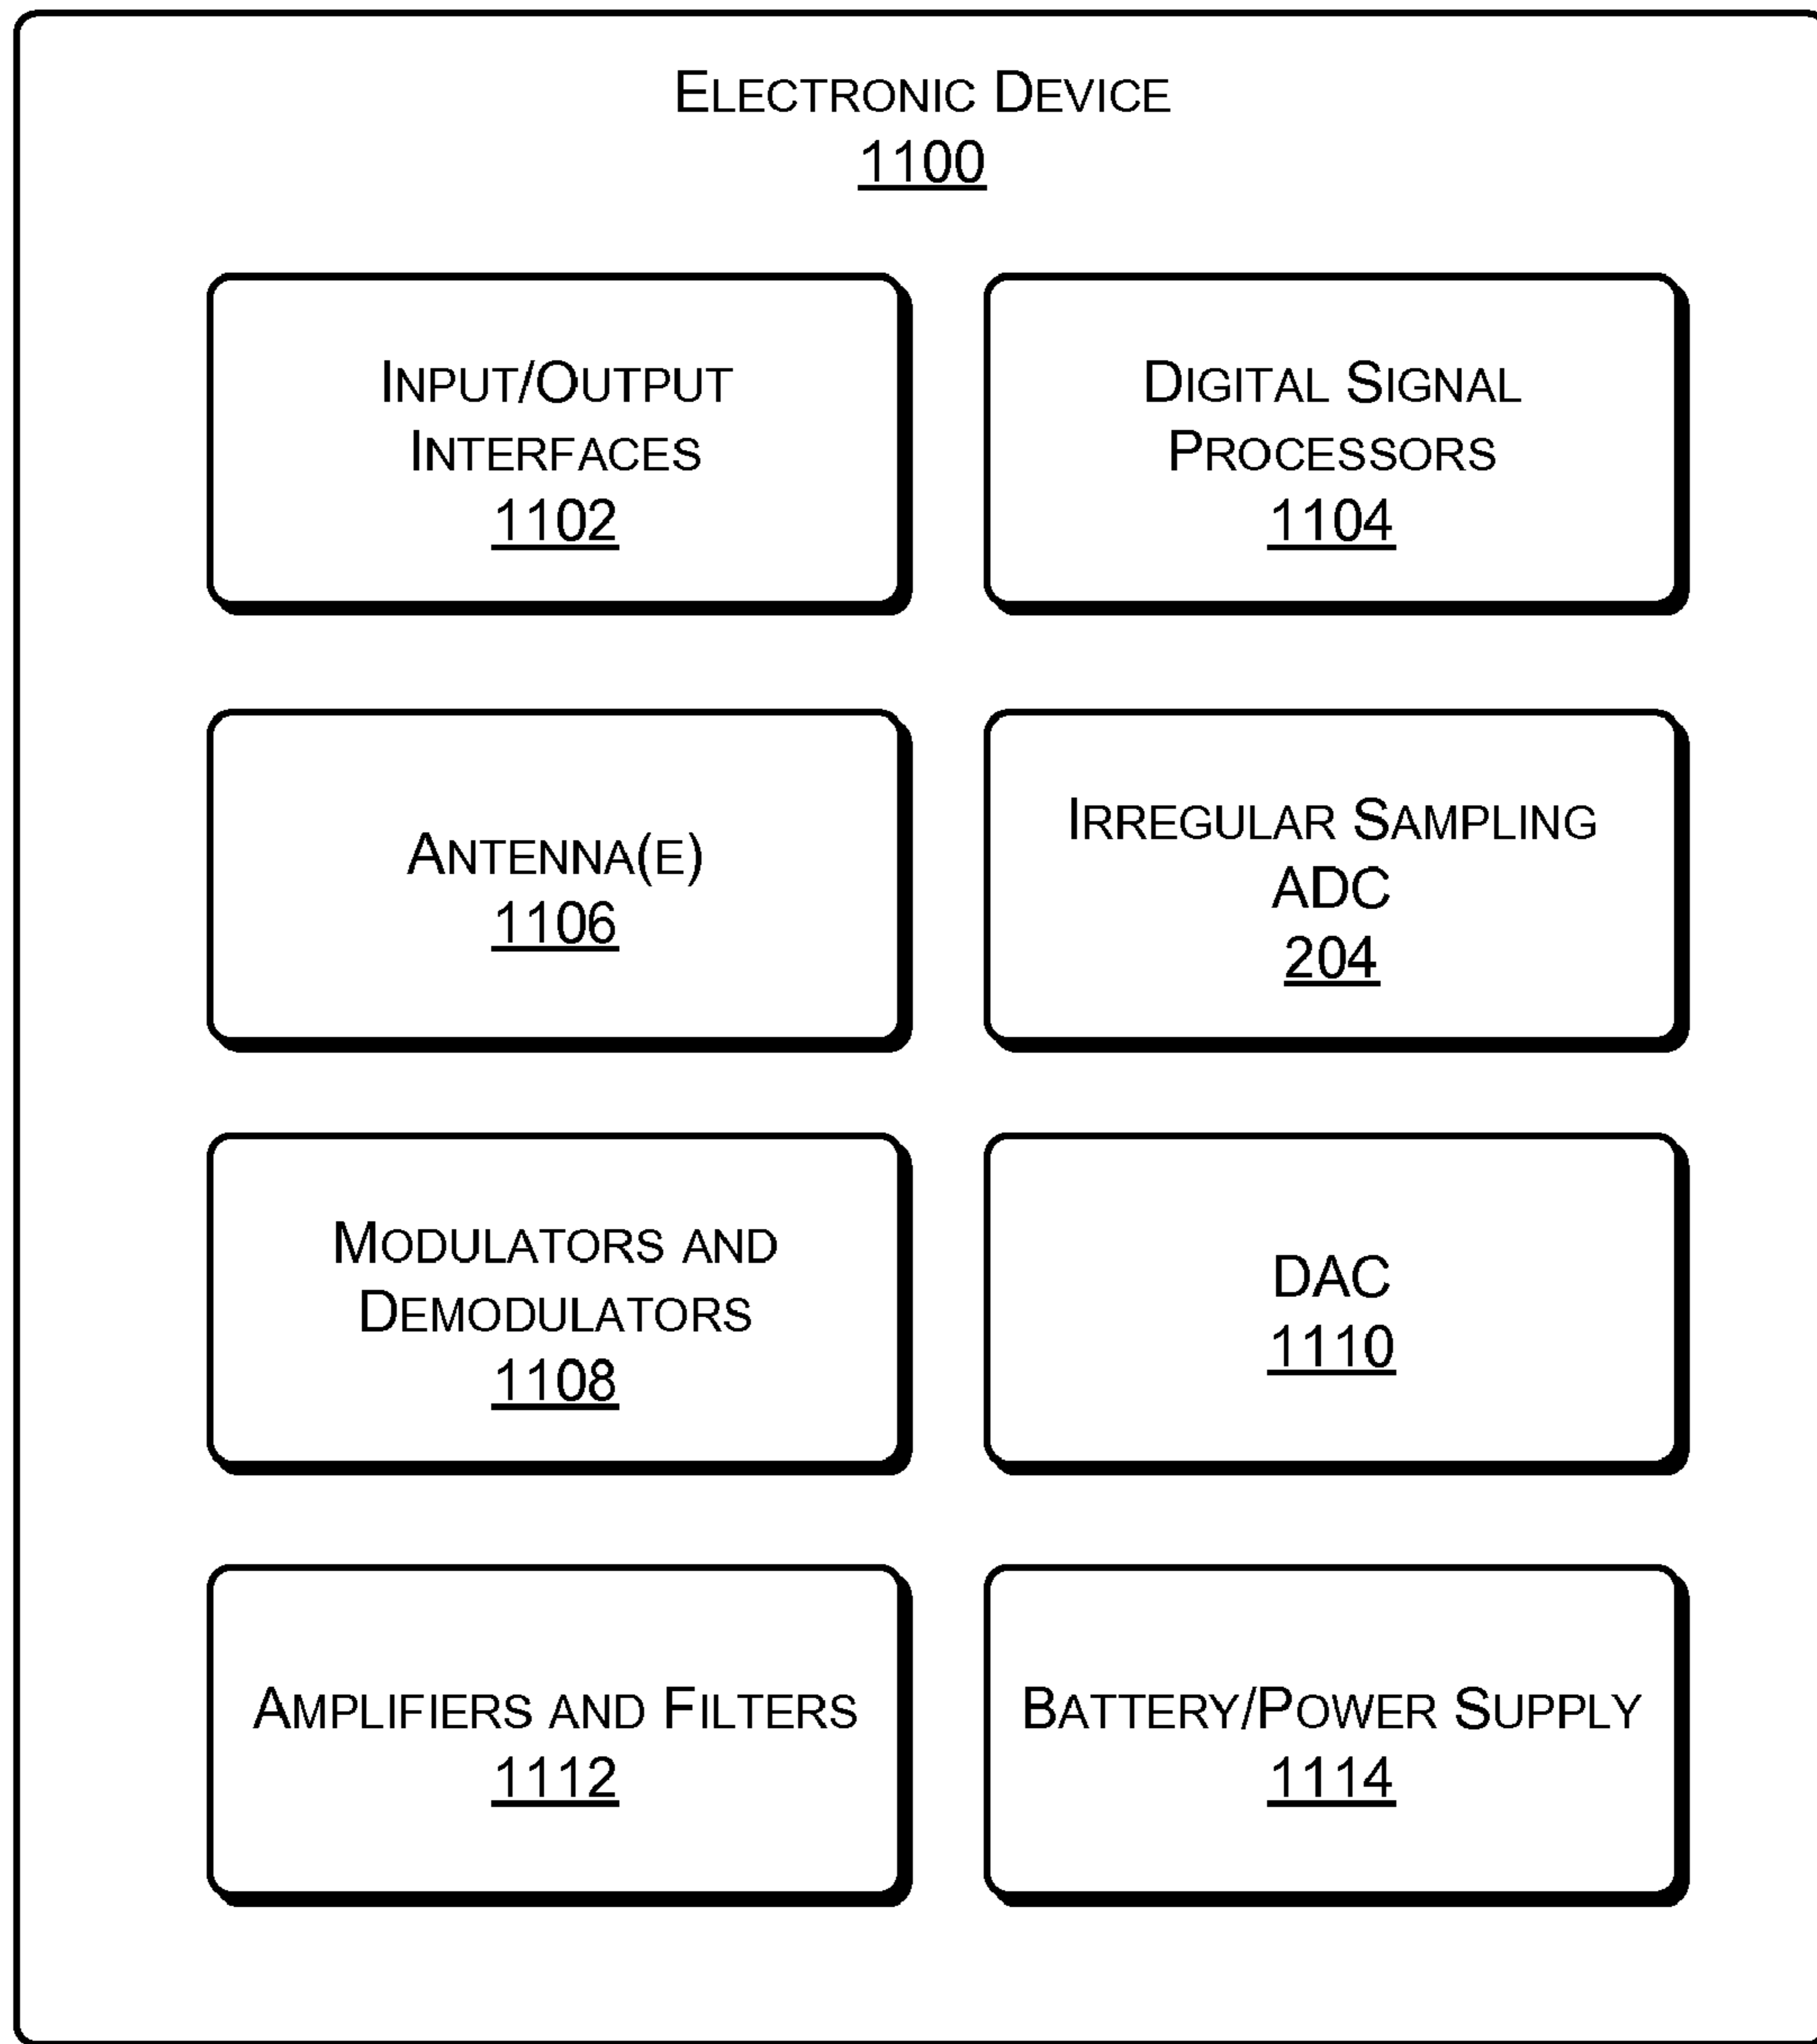 ELECTRONIC DEVICE
1100
INPUT/OUTPUT
INTERFACES
1102
DIGITAL SIGNAL
PROCESSORS
1104
ANTENNA(E)
1106
IRREGULAR SAMPLING
ADC
204
MODULATORS AND
DEMODULATORS
1108
DAC
1110
AMPLIFIERS AND FILTERS
1112
BATTERY/POWER SUPPLY
1114